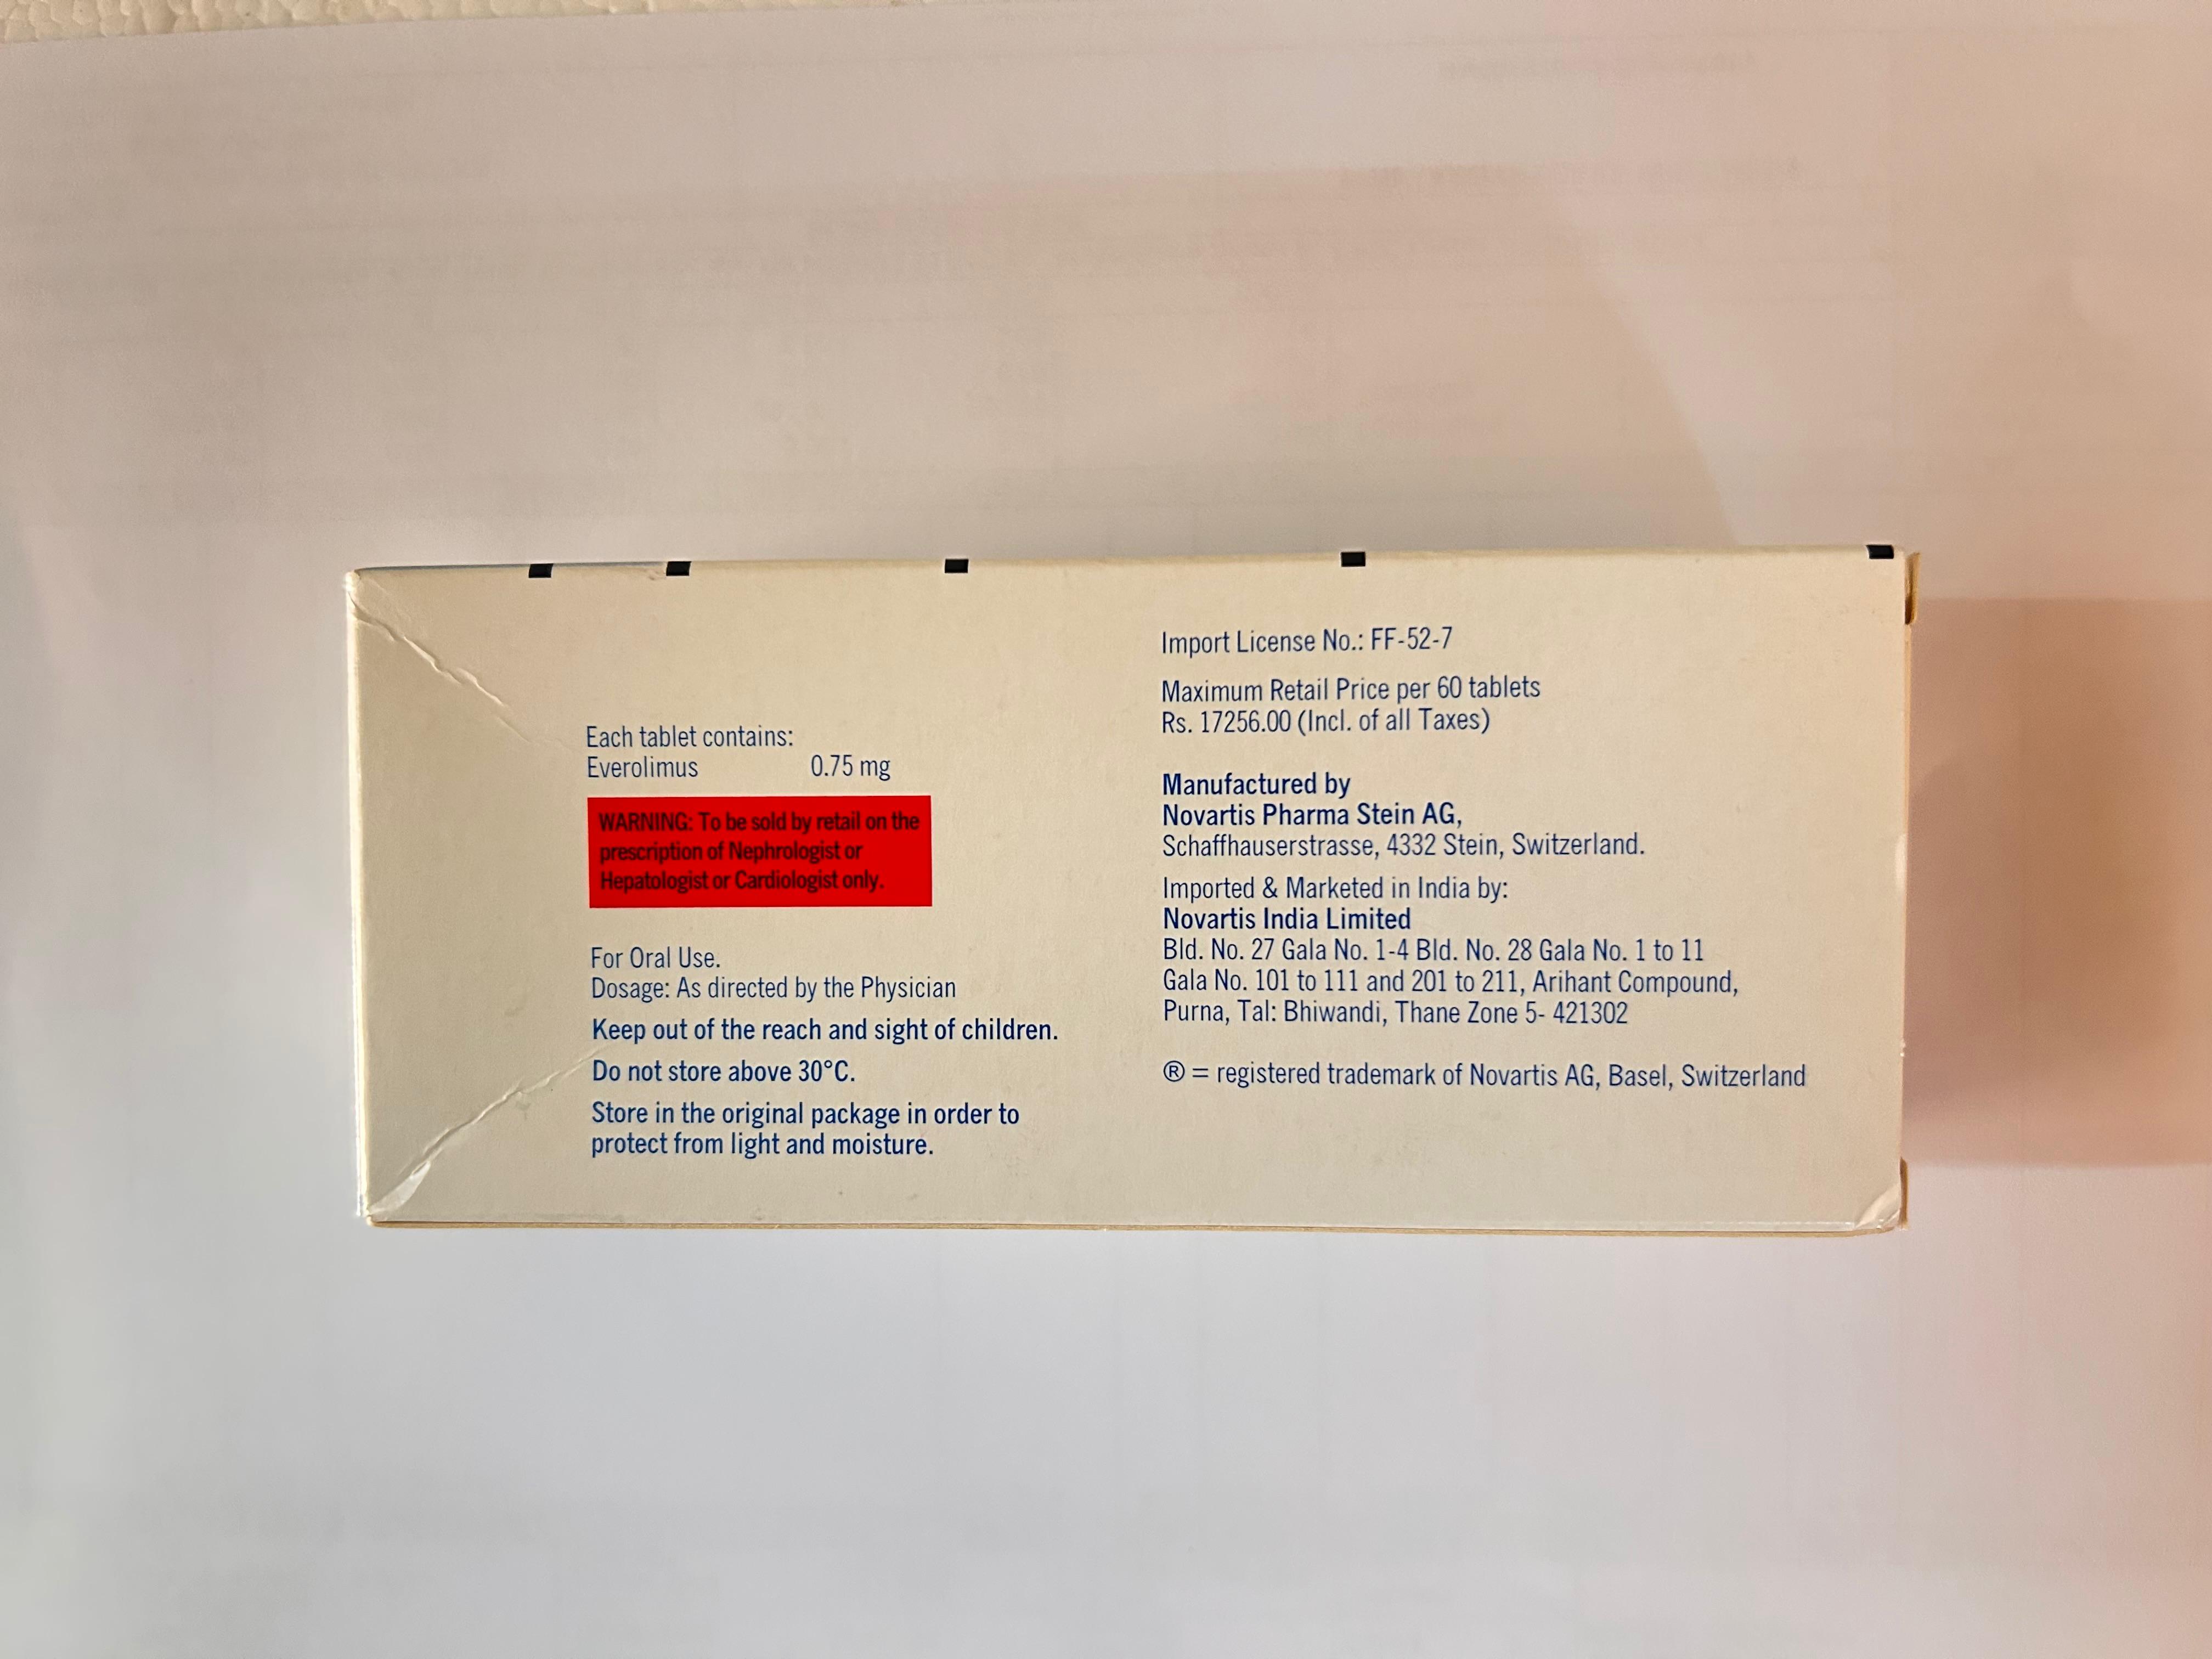 Each tablet contains:
Everolimus 0.75 mg
WARNING: To be sold by retail on the
prescription of Nephrologist or
Hepatologist or Cardiologist only.
For Oral Use.
Dosage: As directed by the Physician
Keep out of the reach and sight of children.
Do not store above 30°C.
Store in the original package in order to
protect from light and moisture.
Import License No.: FF-52-7
Maximum Retail Price per 60 tablets
Rs. 17256.00 (Incl. of all Taxes)
Manufactured by
Novartis Pharma Stein AG,
Schaffhauserstrasse, 4332 Stein, Switzerland.
Imported & Marketed in India by:
Novartis India Limited
Bld. No. 27 Gala No. 1-4 Bld. No. 28 Gala No. 1 to 11
Gala No. 101 to 111 and 201 to 211, Arihant Compound,
Purna, Tal: Bhiwandi, Thane Zone 5- 421302
® = registered trademark of Novartis AG, Basel, Switzerland